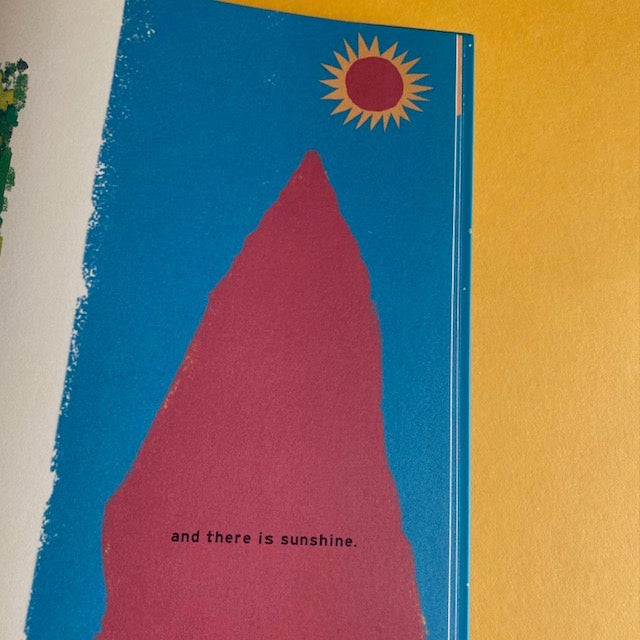 and there is sunshine.